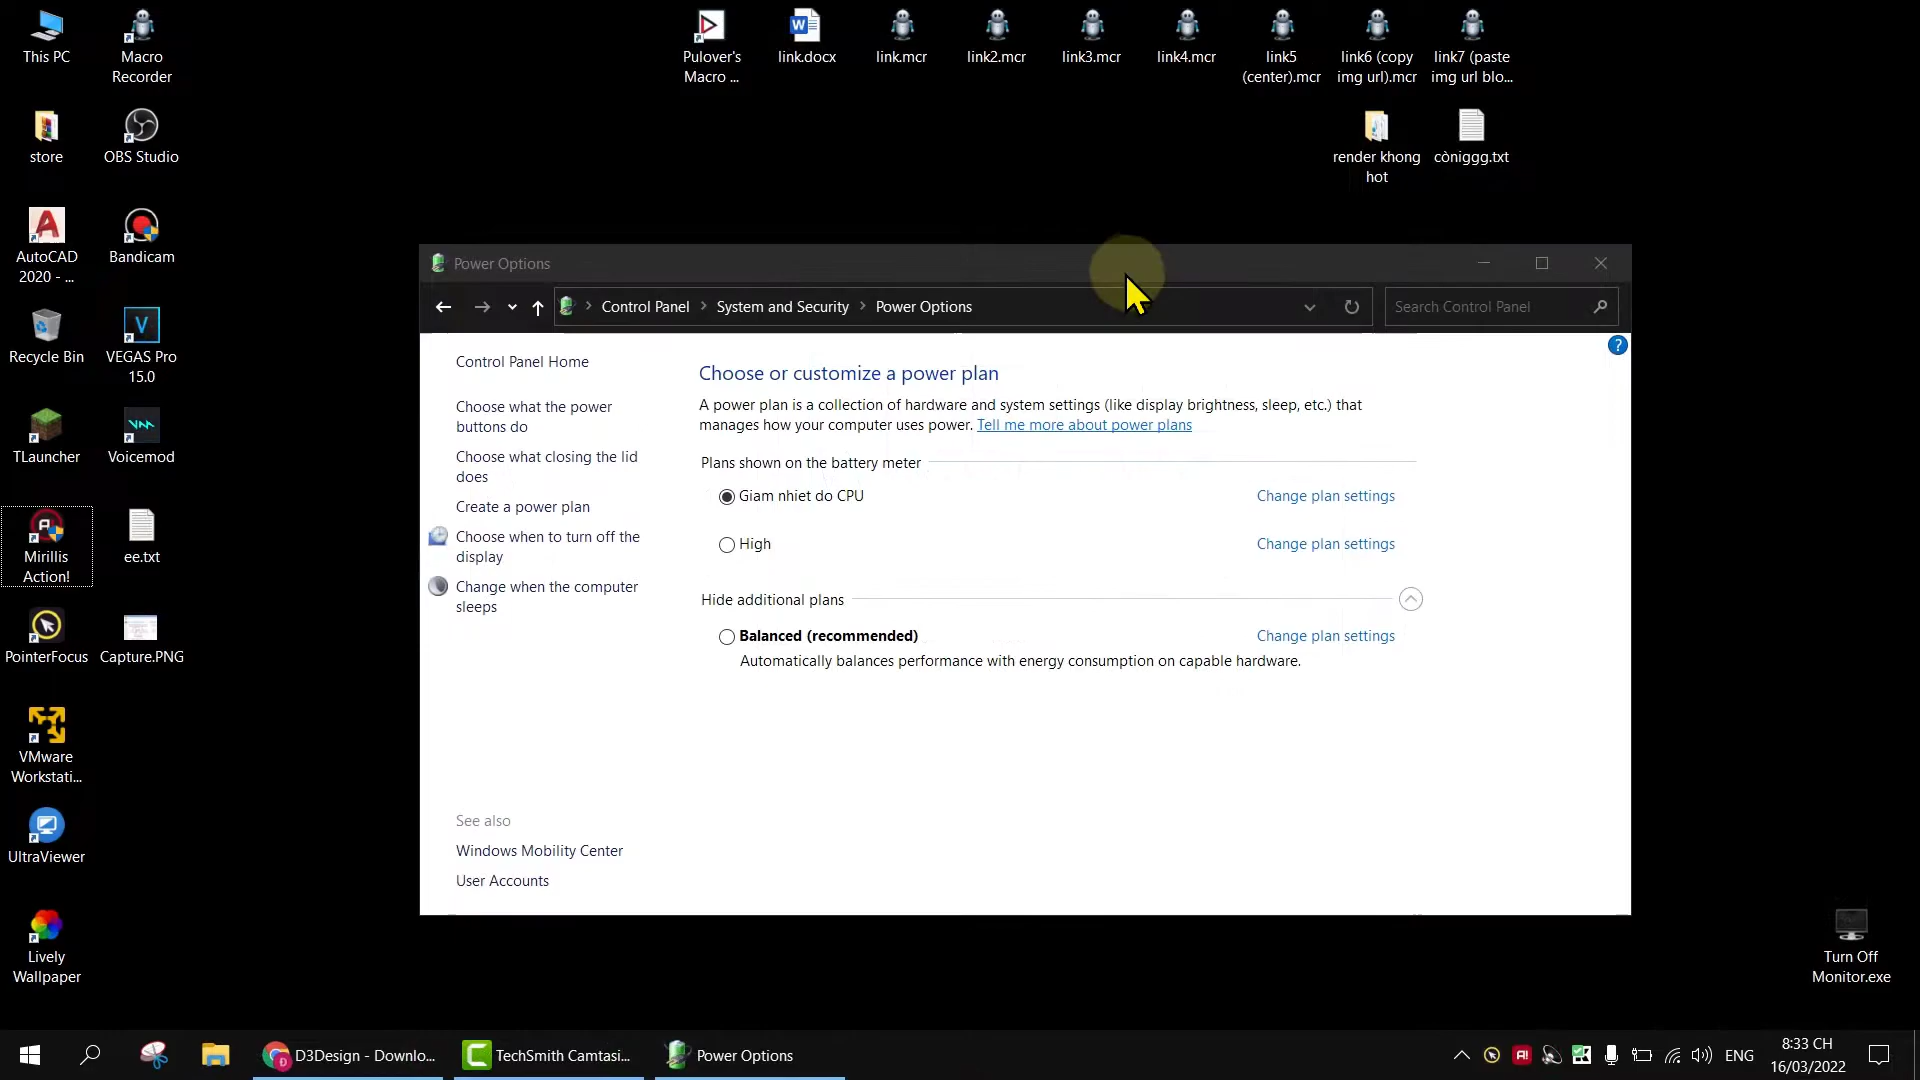 This PC
Macro
Recorder
Pulover's
Macro ...
link.docx
link.mcr
link2.mcr
link3.mcr
link4.mcr
link5
(center).mcr
link6 (copy
img url).mcr
link7 (paste
img url blo...
store
OBS Studio
render khong
hot
còniggg.txt
AutoCAD
2020 - ...
Bandicam
Recycle Bin
VEGAS Pro
15.0
TLauncher
Voicemod
Mirillis
Action!
ee.txt
PointerFocus
Capture.PNG
VMware
Workstati...
UltraViewer
Lively
Wallpaper
Turn Off
Monitor.exe
Power Options
Control Panel > System and Security > Power Options
Search Control Panel
?
Control Panel Home
Choose what the power
buttons do
Choose what closing the lid
does
Create a power plan
Choose when to turn off the
display
Change when the computer
sleeps
See also
Windows Mobility Center
User Accounts
Choose or customize a power plan
A power plan is a collection of hardware and system settings (like display brightness, sleep, etc.) that
manages how your computer uses power. Tell me more about power plans
Plans shown on the battery meter
Giam nhiet do CPU Change plan settings
High Change plan settings
Hide additional plans
Balanced (recommended) Change plan settings
Automatically balances performance with energy consumption on capable hardware.
D3Design - Downlo...
TechSmith Camtasi...
Power Options
ENG
8:33 CH
16/03/2022